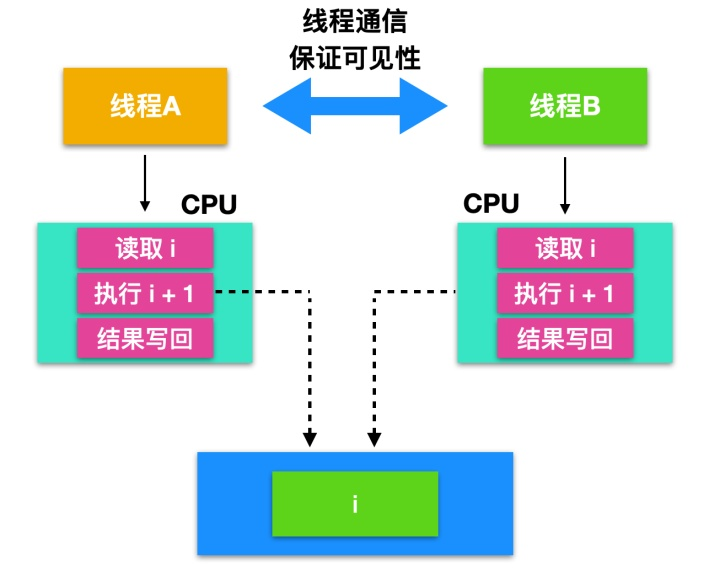 线程通信
保证可见性
线程A
线程B
CPU
CPU
读取 i
执行 i + 1
结果写回
读取 i
执行 i + 1
结果写回
i